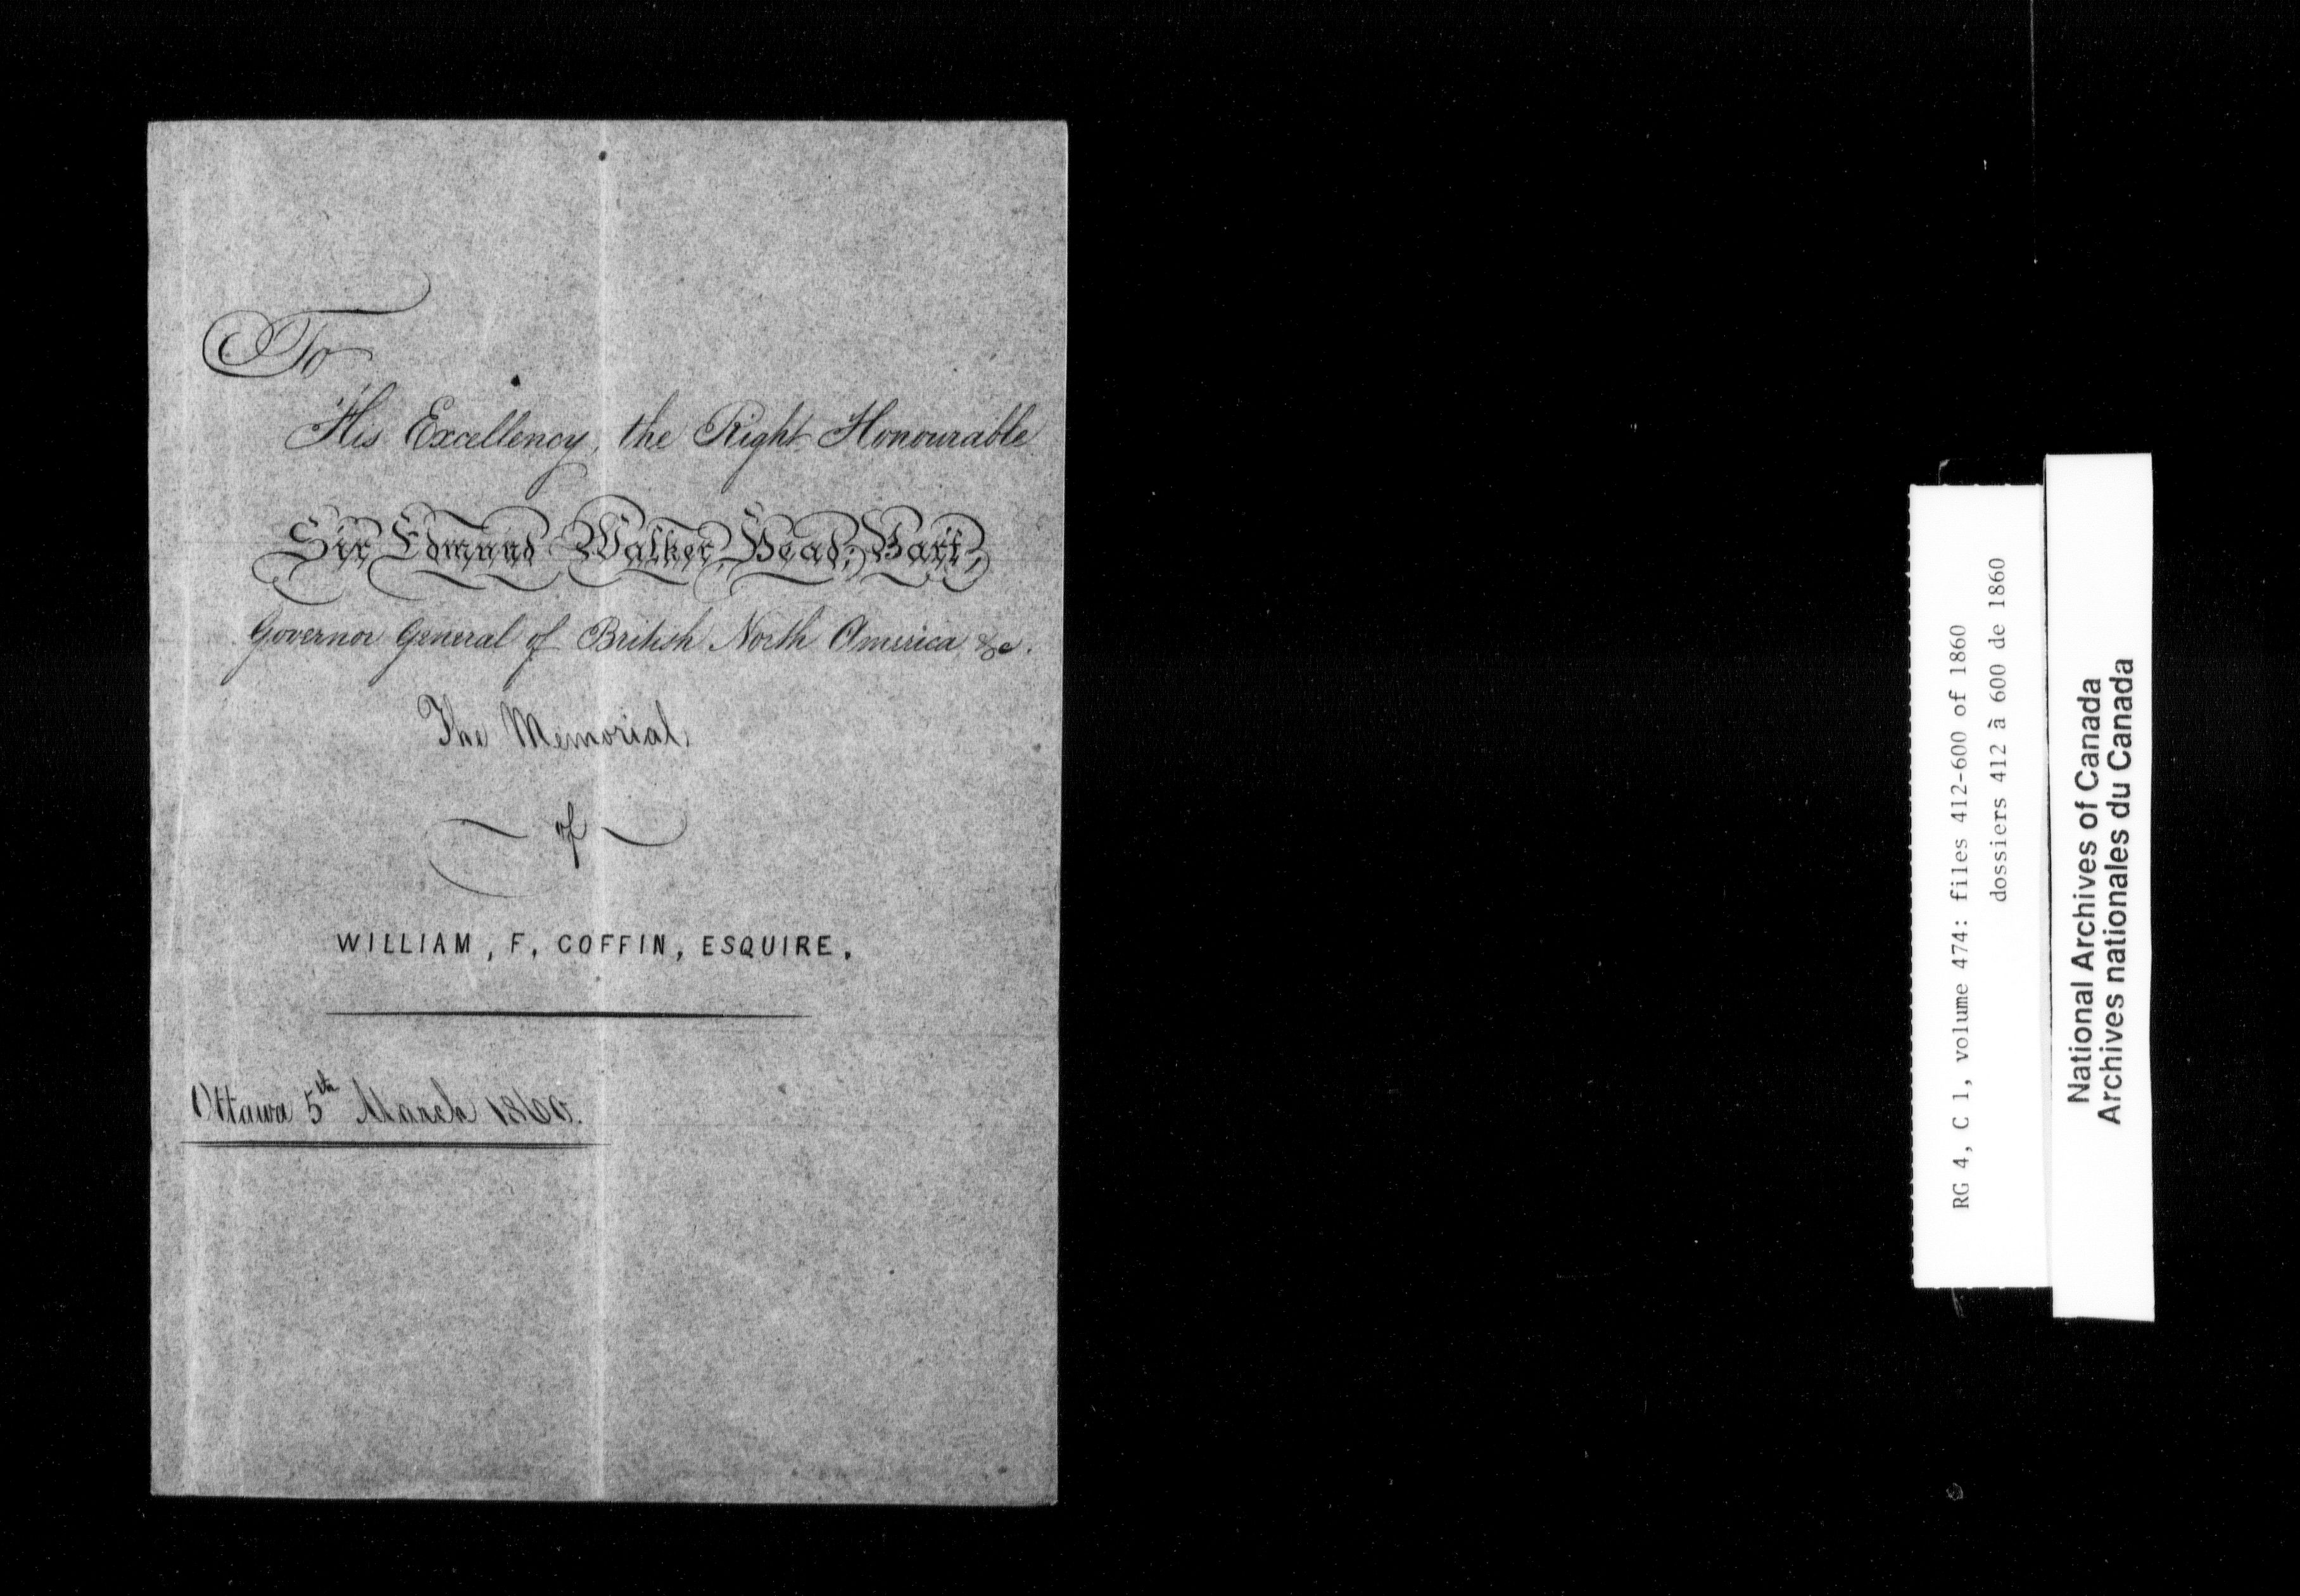 To
His Excellency, the Right Honourable
Sir Edmund Walker Head, Bart,
Governor General of British North America &c.
The Memorial
of
WILLIAM, F, COFFIN, ESQUIRE.
Ottawa 5th March 1860.
RG 4, C 1, volume 474: files 412-600 of 1860
dossiers 412 à 600 de 1860
National Archives of Canada
Archives nationales du Canada